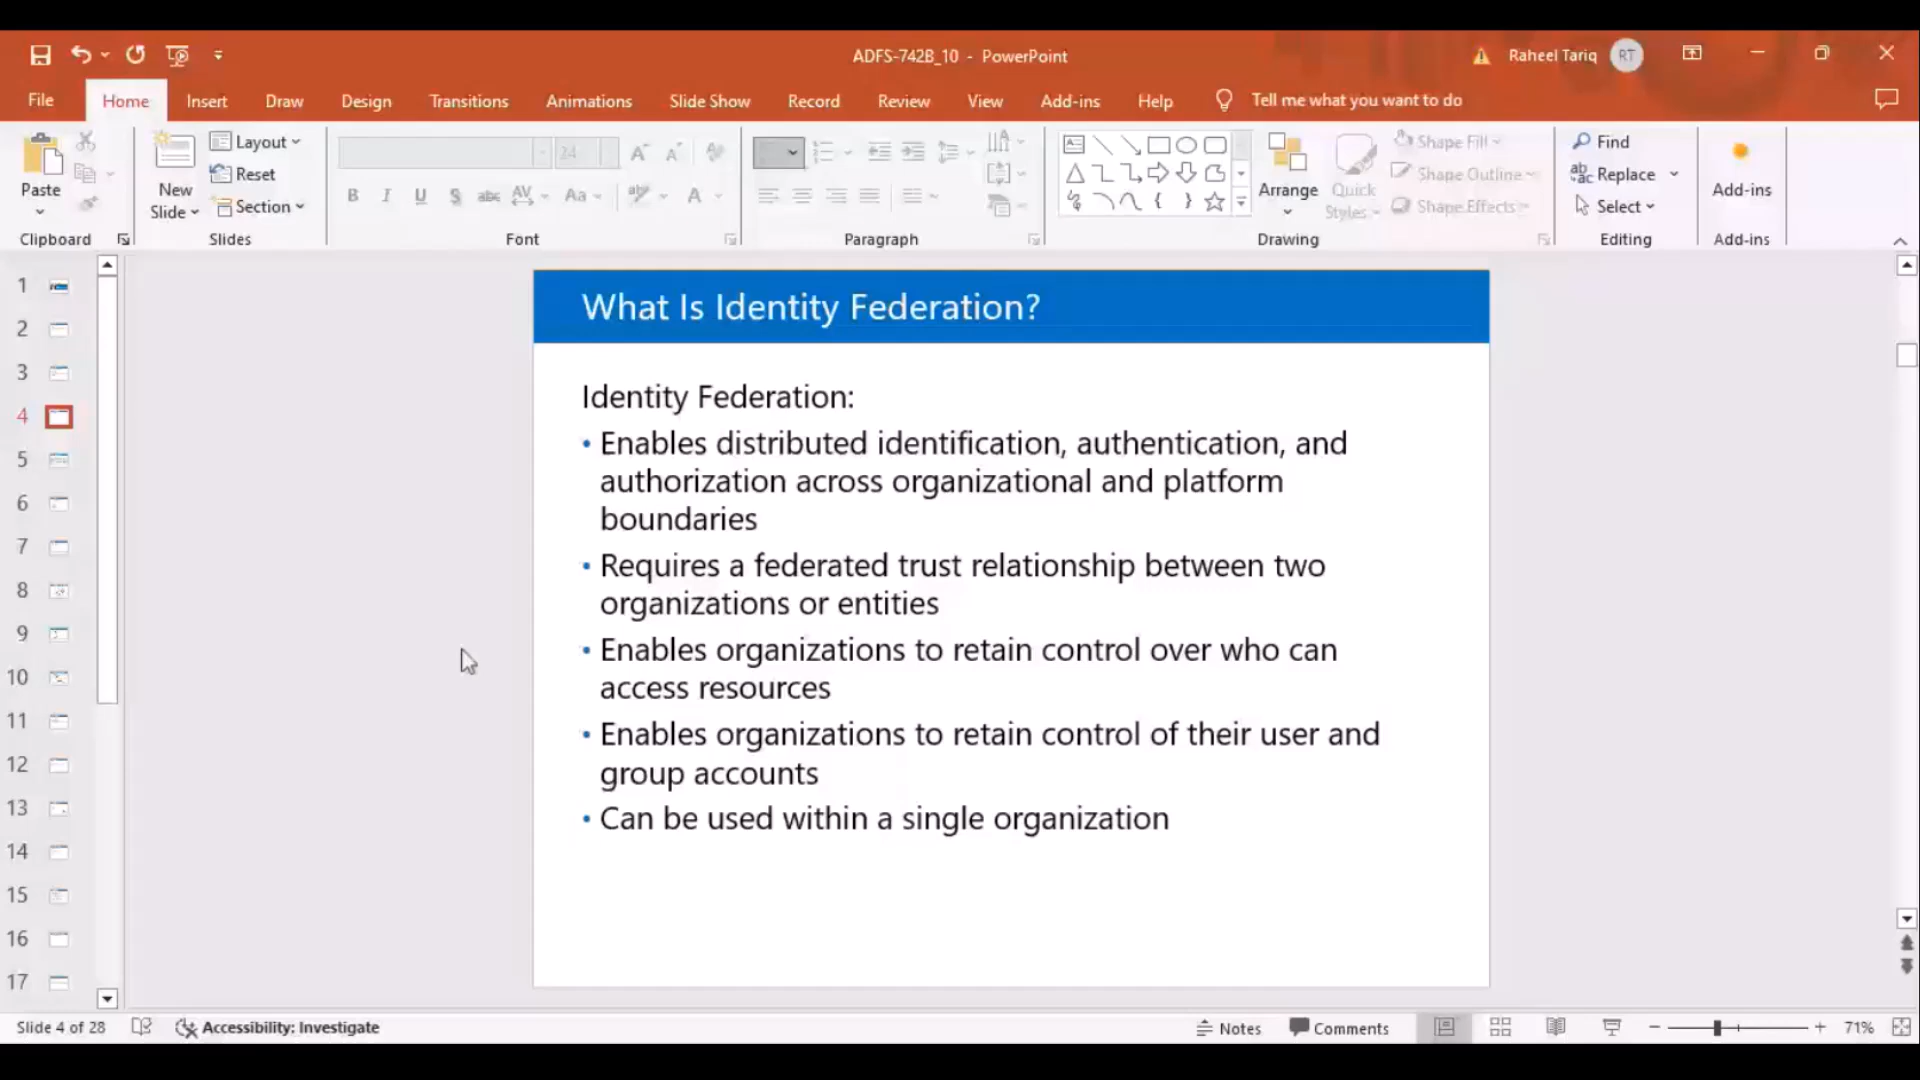 ADFS-742B_10 - PowerPoint
Raheel Tariq RT
File Home Insert Draw Design Transitions Animations Slide Show Record Review View Add-ins Help Tell me what you want to do
Paste
Clipboard
New
Slide
Layout
Reset
Section
Slides
24
B I U S abc AV Aa A
Font
Paragraph
Arrange
Quick
Styles
Shape Fill
Shape Outline
Shape Effects
Drawing
Find
Replace
Select
Editing
Add-ins
Add-ins
1
2
3
4
5
6
7
8
9
10
11
12
13
14
15
16
17
What Is Identity Federation?
Identity Federation:
• Enables distributed identification, authentication, and
authorization across organizational and platform
boundaries
• Requires a federated trust relationship between two
organizations or entities
• Enables organizations to retain control over who can
access resources
• Enables organizations to retain control of their user and
group accounts
• Can be used within a single organization
Slide 4 of 28 Accessibility: Investigate Notes Comments 71%